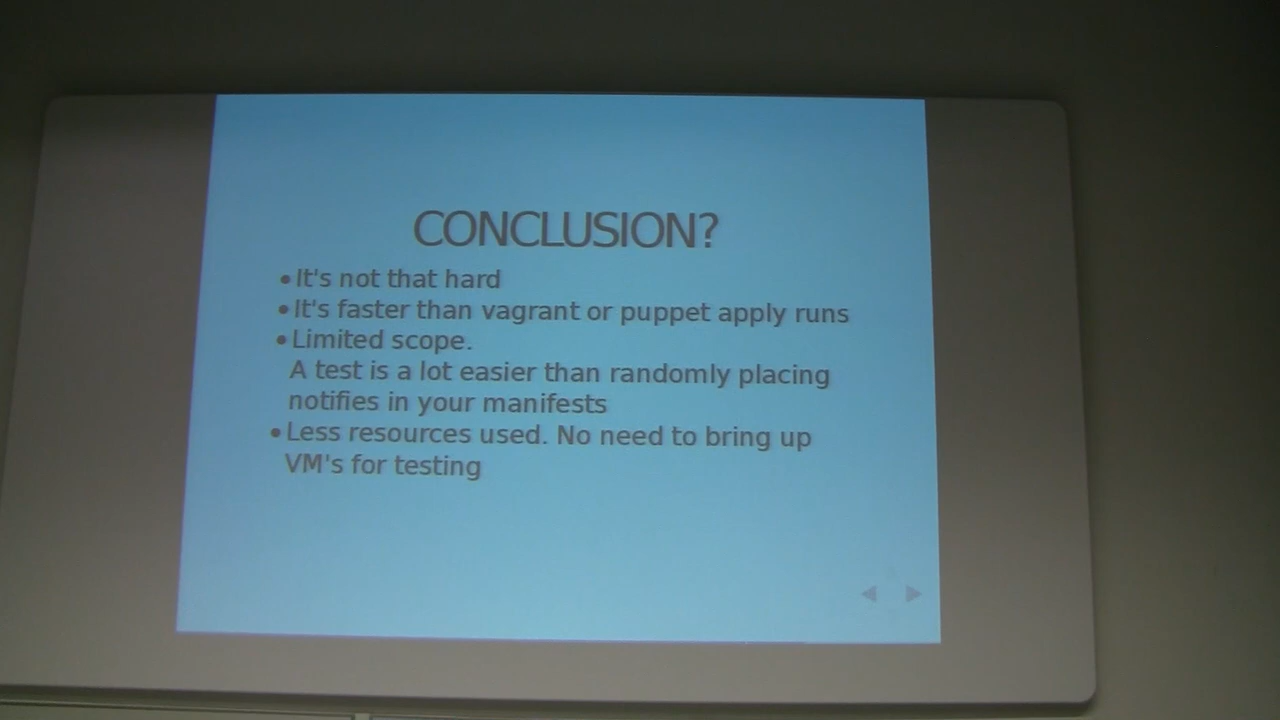 CONCLUSION?
•It's not that hard
•It's faster than vagrant or puppet apply runs
•Limited scope.
A test is a lot easier than randomly placing
notifies in your manifests
•Less resources used. No need to bring up
VM's for testing